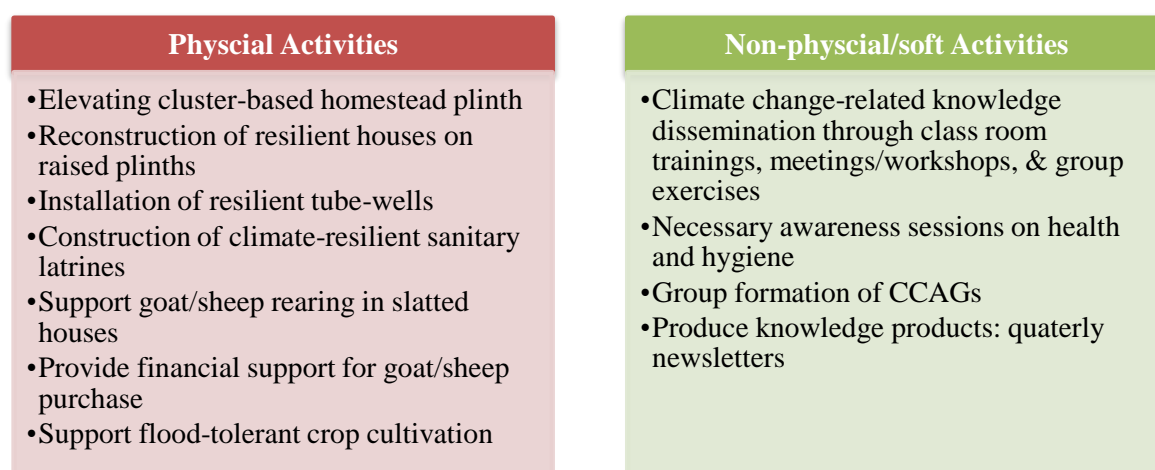 Physcial Activities
•Elevating cluster-based homestead plinth
•Reconstruction of resilient houses on
raised plinths
•Installation of resilient tube-wells
•Construction of climate-resilient sanitary
latrines
•Support goat/sheep rearing in slatted
houses
•Provide financial support for goat/sheep
purchase
•Support flood-tolerant crop cultivation
Non-physcial/soft Activities
•Climate change-related knowledge
dissemination through class room
trainings, meetings/workshops, & group
exercises
•Necessary awareness sessions on health
and hygiene
•Group formation of CCAGs
•Produce knowledge products: quaterly
newsletters